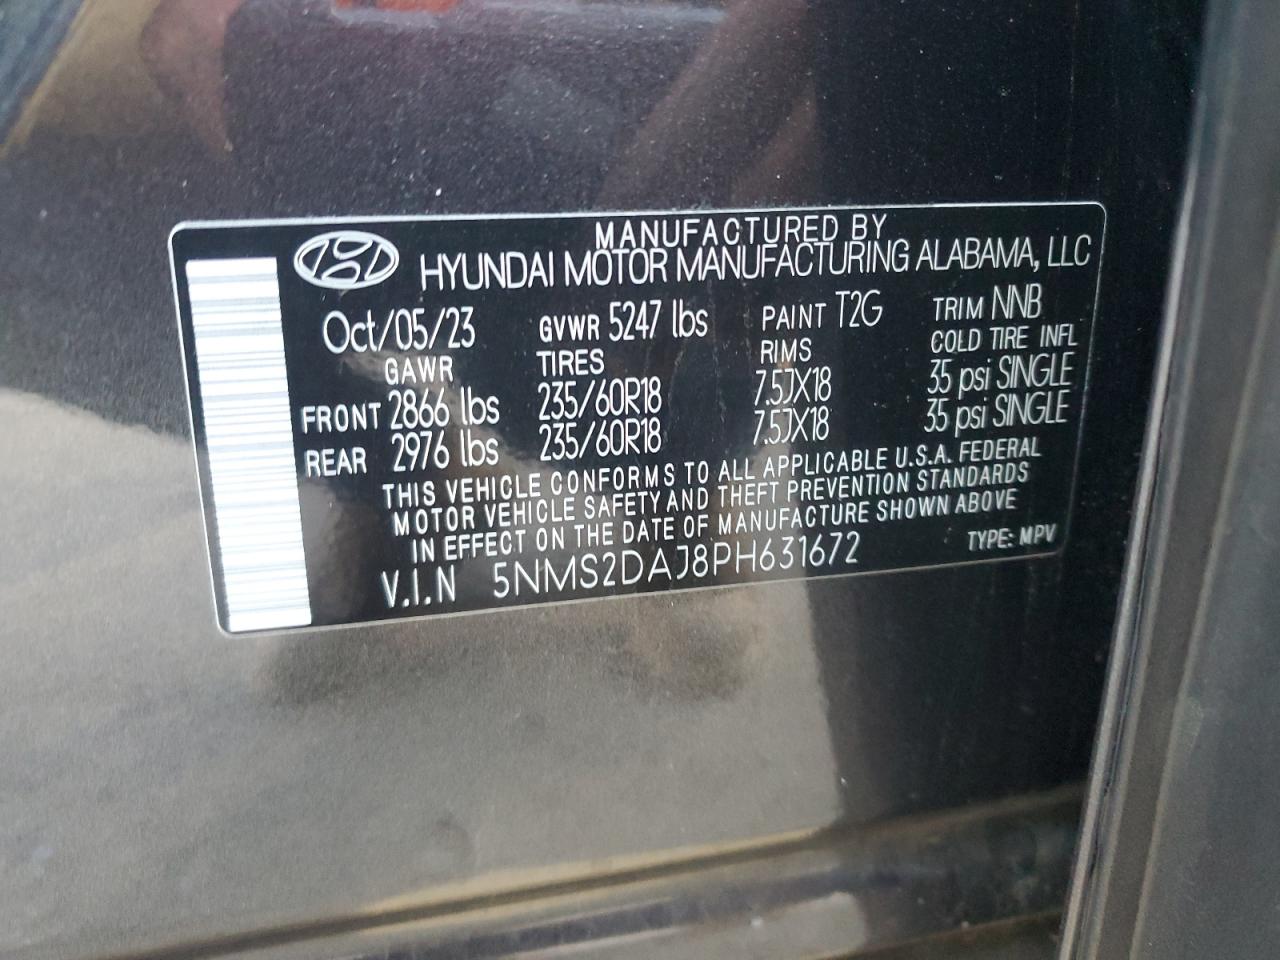 MANUFACTURED BY
HYUNDAI MOTOR MANUFACTURING ALABAMA, LLC
Oct/05/23 GVWR 5247 lbs PAINT T2G TRIM NNB
GAWR TIRES RIMS COLD TIRE INFL
FRONT 2866 lbs 235/60R18 7.5JX18 35 psi SINGLE
REAR 2976 lbs 235/60R18 7.5JX18 35 psi SINGLE
THIS VEHICLE CONFORMS TO ALL APPLICABLE U.S.A. FEDERAL
MOTOR VEHICLE SAFETY AND THEFT PREVENTION STANDARDS
IN EFFECT ON THE DATE OF MANUFACTURE SHOWN ABOVE
V.I.N 5NMS2DAJ8PH631672 TYPE: MPV